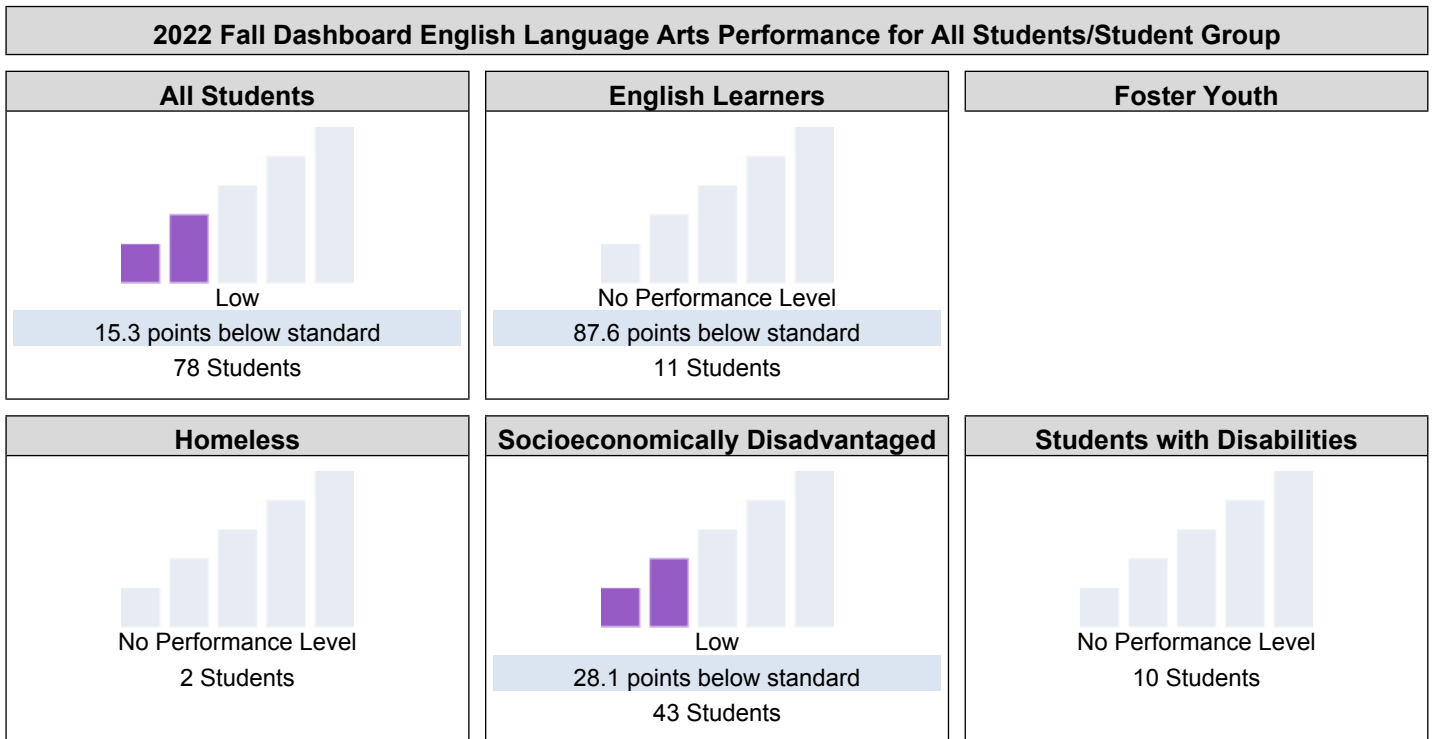 2022 Fall Dashboard English Language Arts Performance for All Students/Student Group
All Students
Low
15.3 points below standard
78 Students
English Learners
No Performance Level
87.6 points below standard
11 Students
Foster Youth
Homeless
No Performance Level
2 Students
Socioeconomically Disadvantaged
Low
28.1 points below standard
43 Students
Students with Disabilities
No Performance Level
10 Students